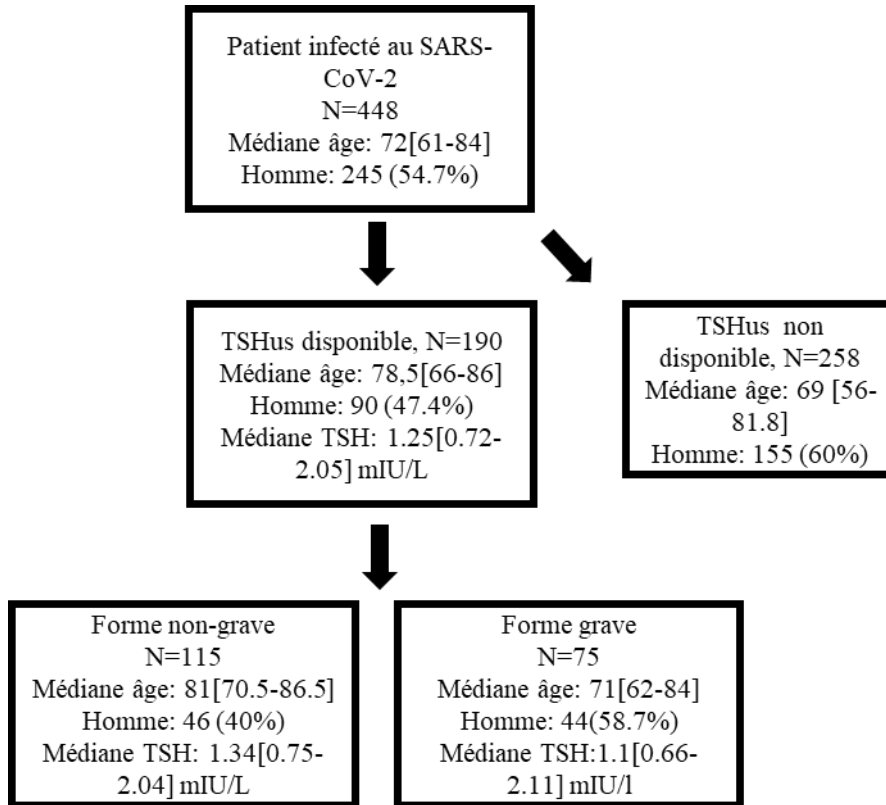 Patient infecté au SARS-
CoV-2
N=448
Médiane âge: 72[61-84]
Homme: 245 (54.7%)
TSHus disponible, N=190
Médiane âge: 78,5[66-86]
Homme: 90 (47.4%)
Médiane TSH: 1.25[0.72-
2.05] mIU/L
TSHus non
disponible, N=258
Médiane âge: 69 [56-
81.8]
Homme: 155 (60%)
Forme non-grave
N=115
Médiane âge: 81[70.5-86.5]
Homme: 46 (40%)
Médiane TSH: 1.34[0.75-
2.04] mIU/L
Forme grave
N=75
Médiane âge: 71[62-84]
Homme: 44(58.7%)
Médiane TSH:1.1[0.66-
2.11] mIU/l